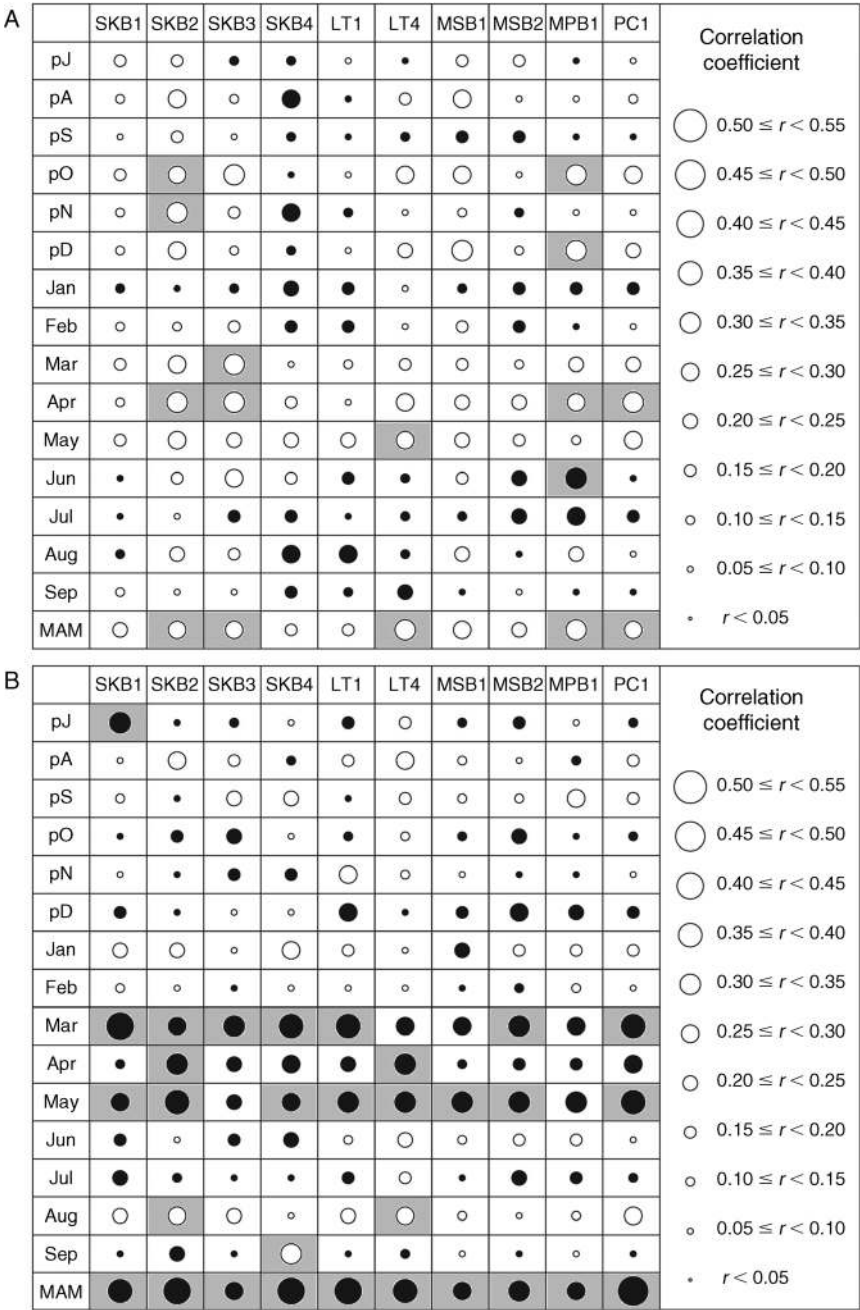 A
SKB1 SKB2 SKB3 SKB4 LT1 LT4 MSB1 MSB2 MPB1 PC1
pJ
pA
pS
pO
pN
pD
Jan
Feb
Mar
Apr
May
Jun
Jul
Aug
Sep
MAM
Correlation
coefficient
0.50 ≤ r < 0.55
0.45 ≤ r < 0.50
0.40 ≤ r < 0.45
0.35 ≤ r < 0.40
0.30 ≤ r < 0.35
0.25 ≤ r < 0.30
0.20 ≤ r < 0.25
0.15 ≤ r < 0.20
0.10 ≤ r < 0.15
0.05 ≤ r < 0.10
r < 0.05
B
SKB1 SKB2 SKB3 SKB4 LT1 LT4 MSB1 MSB2 MPB1 PC1
pJ
pA
pS
pO
pN
pD
Jan
Feb
Mar
Apr
May
Jun
Jul
Aug
Sep
MAM
Correlation
coefficient
0.50 ≤ r < 0.55
0.45 ≤ r < 0.50
0.40 ≤ r < 0.45
0.35 ≤ r < 0.40
0.30 ≤ r < 0.35
0.25 ≤ r < 0.30
0.20 ≤ r < 0.25
0.15 ≤ r < 0.20
0.10 ≤ r < 0.15
0.05 ≤ r < 0.10
r < 0.05